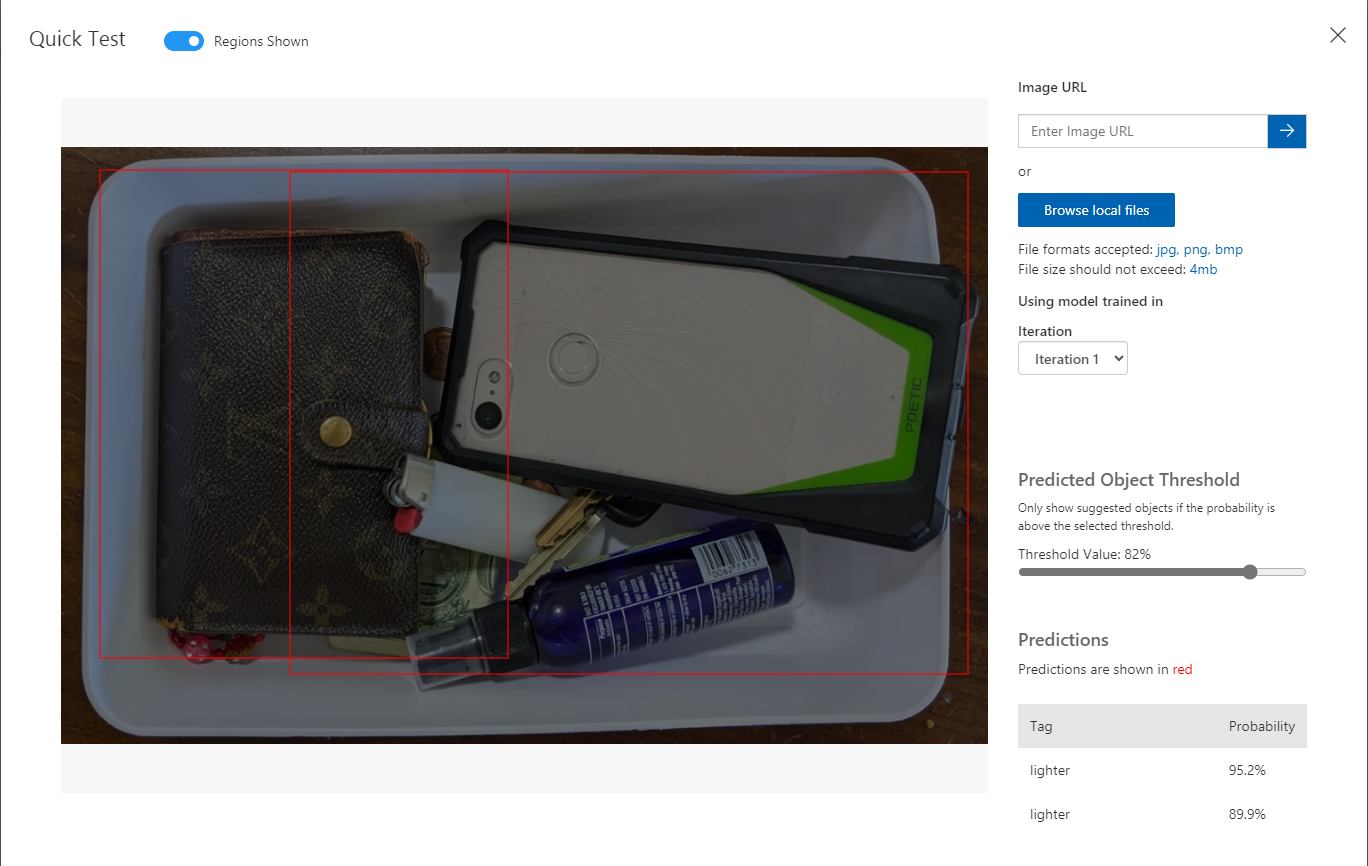 Quick Test
Regions Shown
Image URL
Enter Image URL
or
Browse local files
File formats accepted: jpg, png, bmp
File size should not exceed: 4mb
Using model trained in
Iteration
Iteration 1
POETIC
Predicted Object Threshold
Only show suggested objects if the probability is
above the selected threshold.
Threshold Value: 82%
Predictions
Predictions are shown in red
Tag Probability
lighter 95.2%
lighter 89.9%